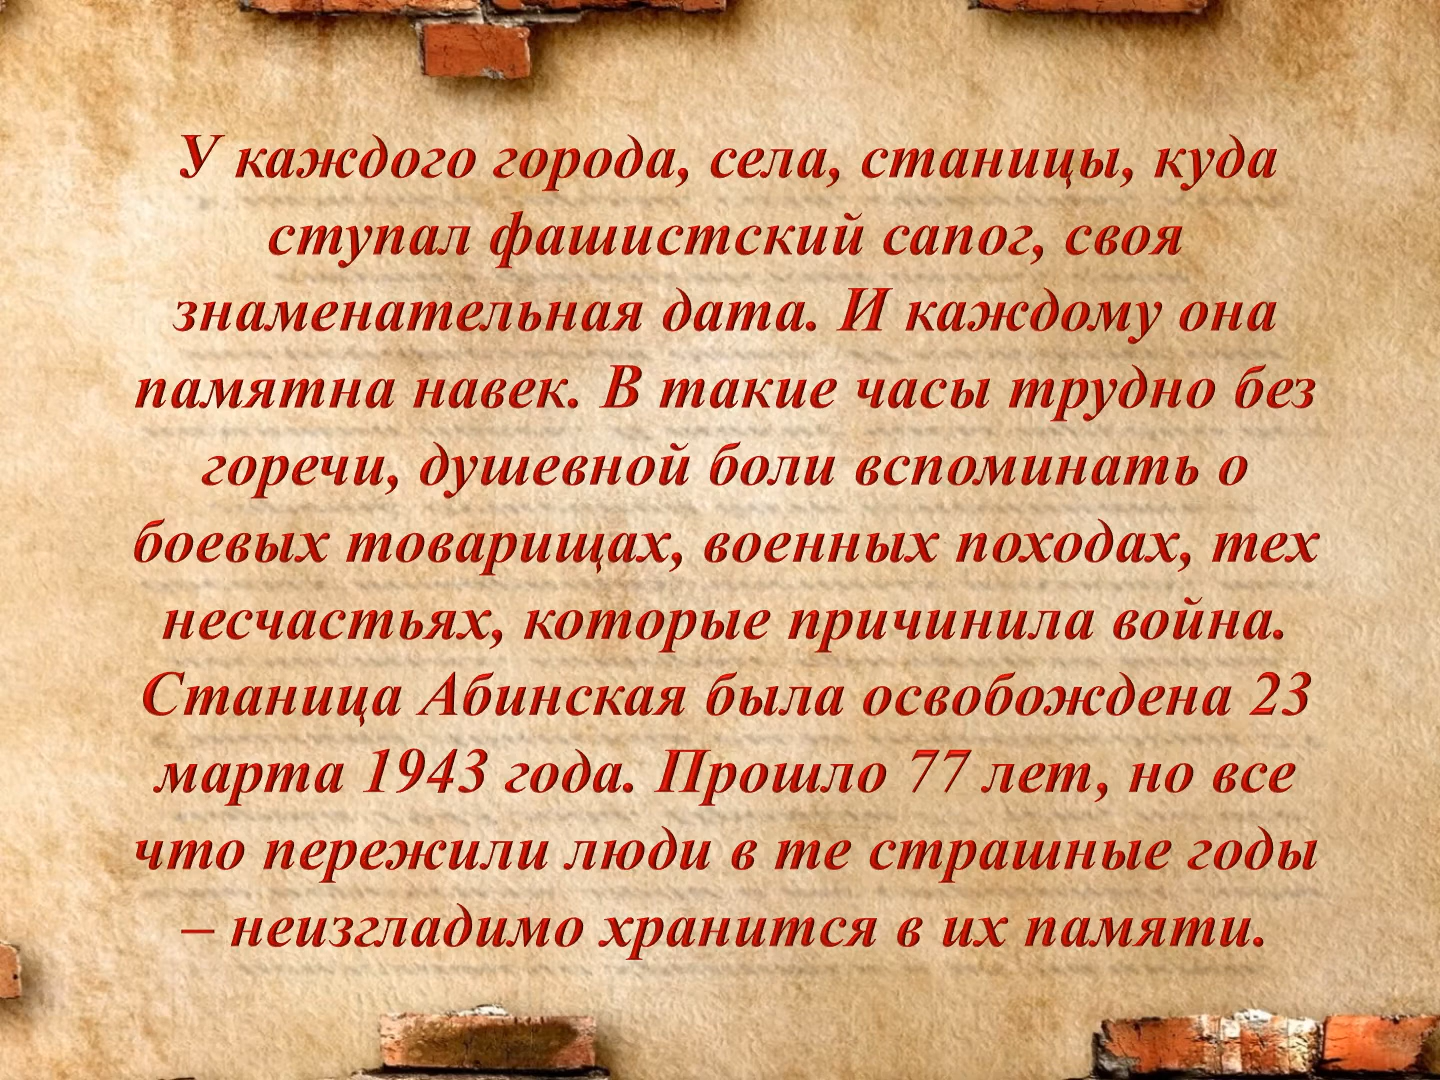 У каждого города, села, станицы, куда
ступал фашистский сапог, своя
знаменательная дата. И каждому она
памятна навек. В такие часы трудно без
горечи, душевной боли вспоминать о
боевых товарищах, военных походах, тех
несчастьях, которые причинила война.
Станица Абинская была освобождена 23
марта 1943 года. Прошло 77 лет, но все
что пережили люди в те страшные годы
– неизгладимо хранится в их памяти.